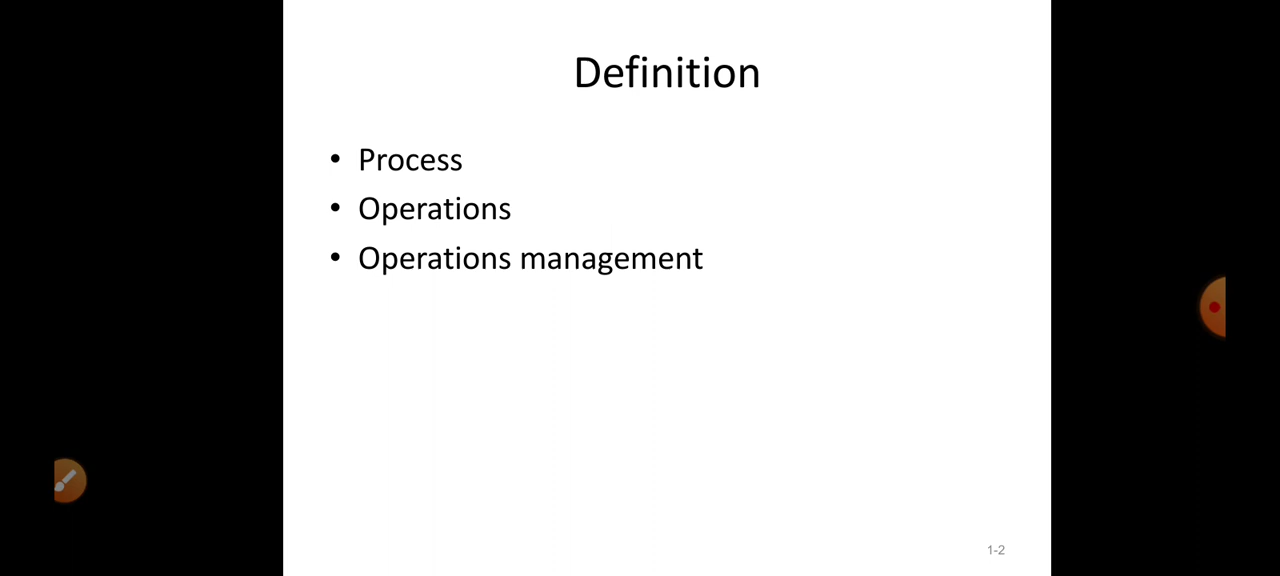 Definition
• Process
• Operations
• Operations management
1-2